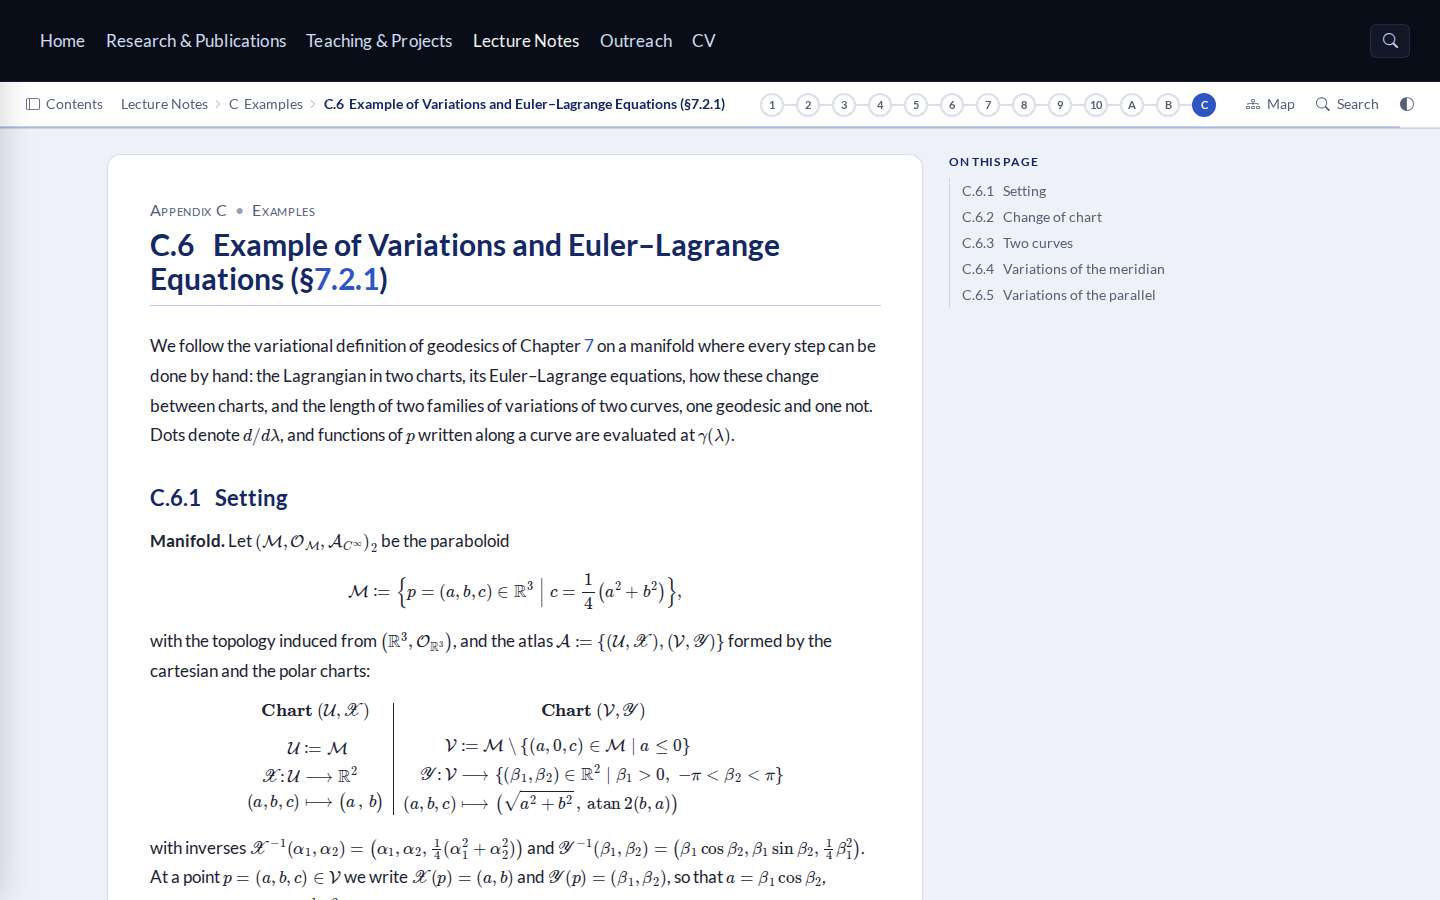 Home Research & Publications Teaching & Projects Lecture Notes Outreach CV
Contents Lecture Notes > C Examples > C.6 Example of Variations and Euler–Lagrange Equations (§7.2.1) 1 2 3 4 5 6 7 8 9 10 A B C Map Search
APPENDIX C • EXAMPLES
C.6 Example of Variations and Euler–Lagrange
Equations (§7.2.1)
We follow the variational definition of geodesics of Chapter 7 on a manifold where every step can be
done by hand: the Lagrangian in two charts, its Euler–Lagrange equations, how these change
between charts, and the length of two families of variations of two curves, one geodesic and one not.
Dots denote d/dλ, and functions of p written along a curve are evaluated at γ(λ).
C.6.1 Setting
Manifold. Let (ℳ, 𝒪_ℳ, 𝒜_{C^∞})_2 be the paraboloid
ℳ := {p = (a, b, c) ∈ ℝ³ | c = 1/4 (a² + b²)},
with the topology induced from (ℝ³, 𝒪_{ℝ³}), and the atlas 𝒜 := {(𝒰, 𝒳), (𝒱, 𝒴)} formed by the
cartesian and the polar charts:
Chart (𝒰, 𝒳) Chart (𝒱, 𝒴)
𝒰 := ℳ 𝒱 := ℳ \ {(a, 0, c) ∈ ℳ | a ≤ 0}
𝒳 : 𝒰 ⟶ ℝ² 𝒴 : 𝒱 ⟶ {(β₁, β₂) ∈ ℝ² | β₁ > 0, −π < β₂ < π}
(a, b, c) ⟼ (a , b) (a, b, c) ⟼ (√(a² + b²) , atan 2(b, a))
with inverses 𝒳⁻¹(α₁, α₂) = (α₁, α₂, 1/4(α₁² + α₂²)) and 𝒴⁻¹(β₁, β₂) = (β₁ cos β₂, β₁ sin β₂, 1/4 β₁²).
At a point p = (a, b, c) ∈ 𝒱 we write 𝒳(p) = (a, b) and 𝒴(p) = (β₁, β₂), so that a = β₁ cos β₂,
ON THIS PAGE
C.6.1 Setting
C.6.2 Change of chart
C.6.3 Two curves
C.6.4 Variations of the meridian
C.6.5 Variations of the parallel